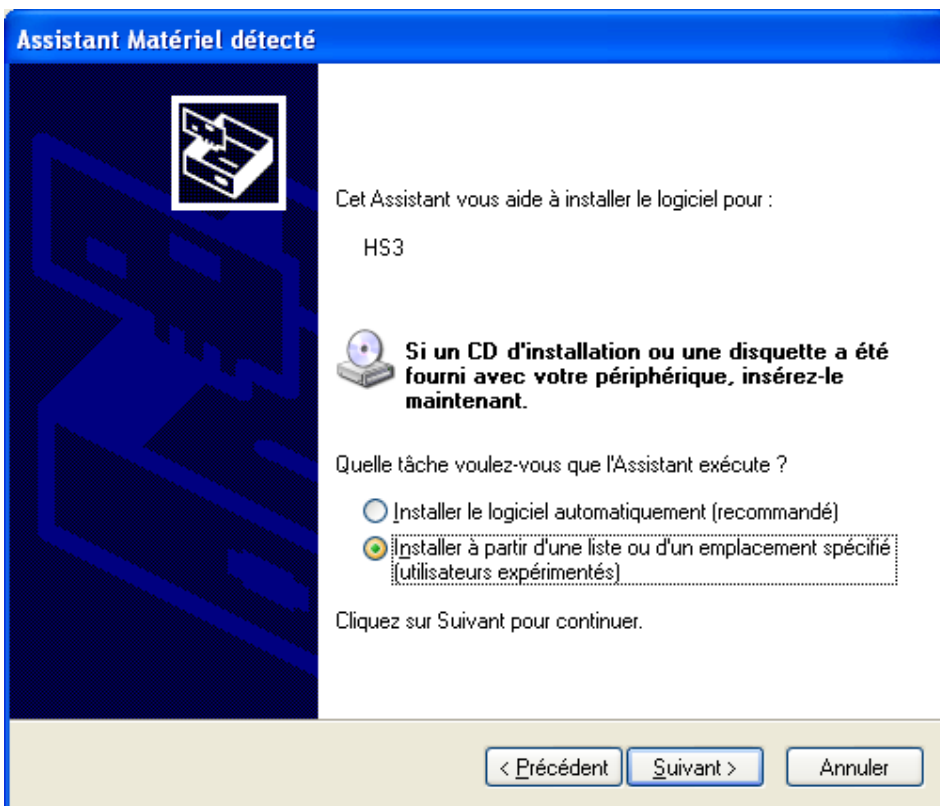 Assistant Matériel détecté
Cet Assistant vous aide à installer le logiciel pour :
HS3
Si un CD d'installation ou une disquette a été
fourni avec votre périphérique, insérez-le
maintenant.
Quelle tâche voulez-vous que l'Assistant exécute ?
Installer le logiciel automatiquement (recommandé)
Installer à partir d'une liste ou d'un emplacement spécifié
(utilisateurs expérimentés)
Cliquez sur Suivant pour continuer.
< Précédent
Suivant >
Annuler